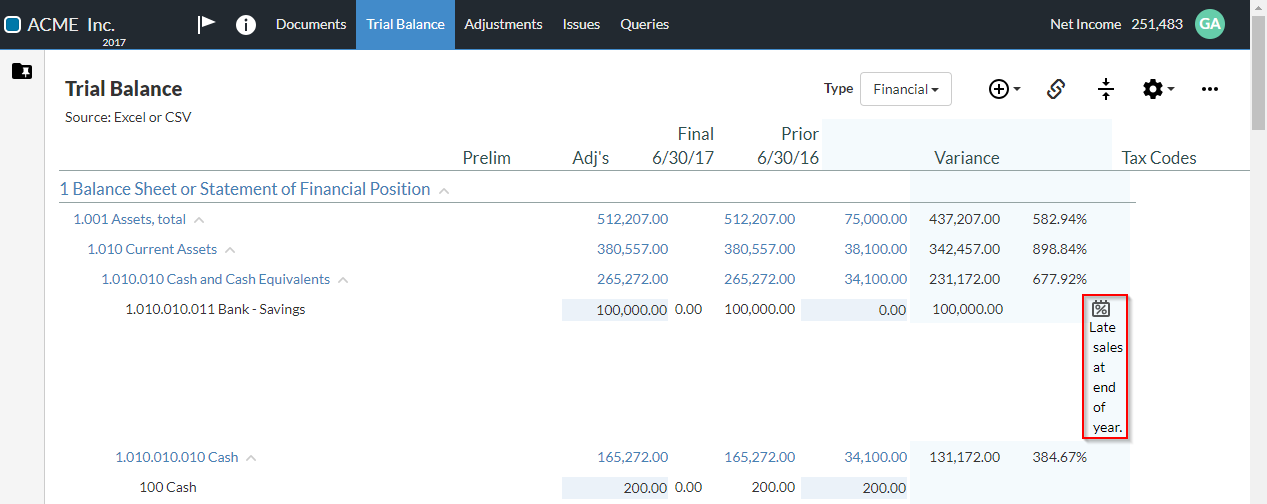 ACME Inc.
2017
Documents Trial Balance Adjustments Issues Queries
Net Income 251,483 GA
Trial Balance
Type Financial
Source: Excel or CSV
Final Prior
Prelim Adj's 6/30/17 6/30/16 Variance Tax Codes
1 Balance Sheet or Statement of Financial Position
1.001 Assets, total 512,207.00 512,207.00 75,000.00 437,207.00 582.94%
1.010 Current Assets 380,557.00 380,557.00 38,100.00 342,457.00 898.84%
1.010.010 Cash and Cash Equivalents 265,272.00 265,272.00 34,100.00 231,172.00 677.92%
1.010.010.011 Bank - Savings 100,000.00 0.00 100,000.00 0.00 100,000.00 %
Late
sales
at
end
of
year.
1.010.010.010 Cash 165,272.00 165,272.00 34,100.00 131,172.00 384.67%
100 Cash 200.00 0.00 200.00 200.00